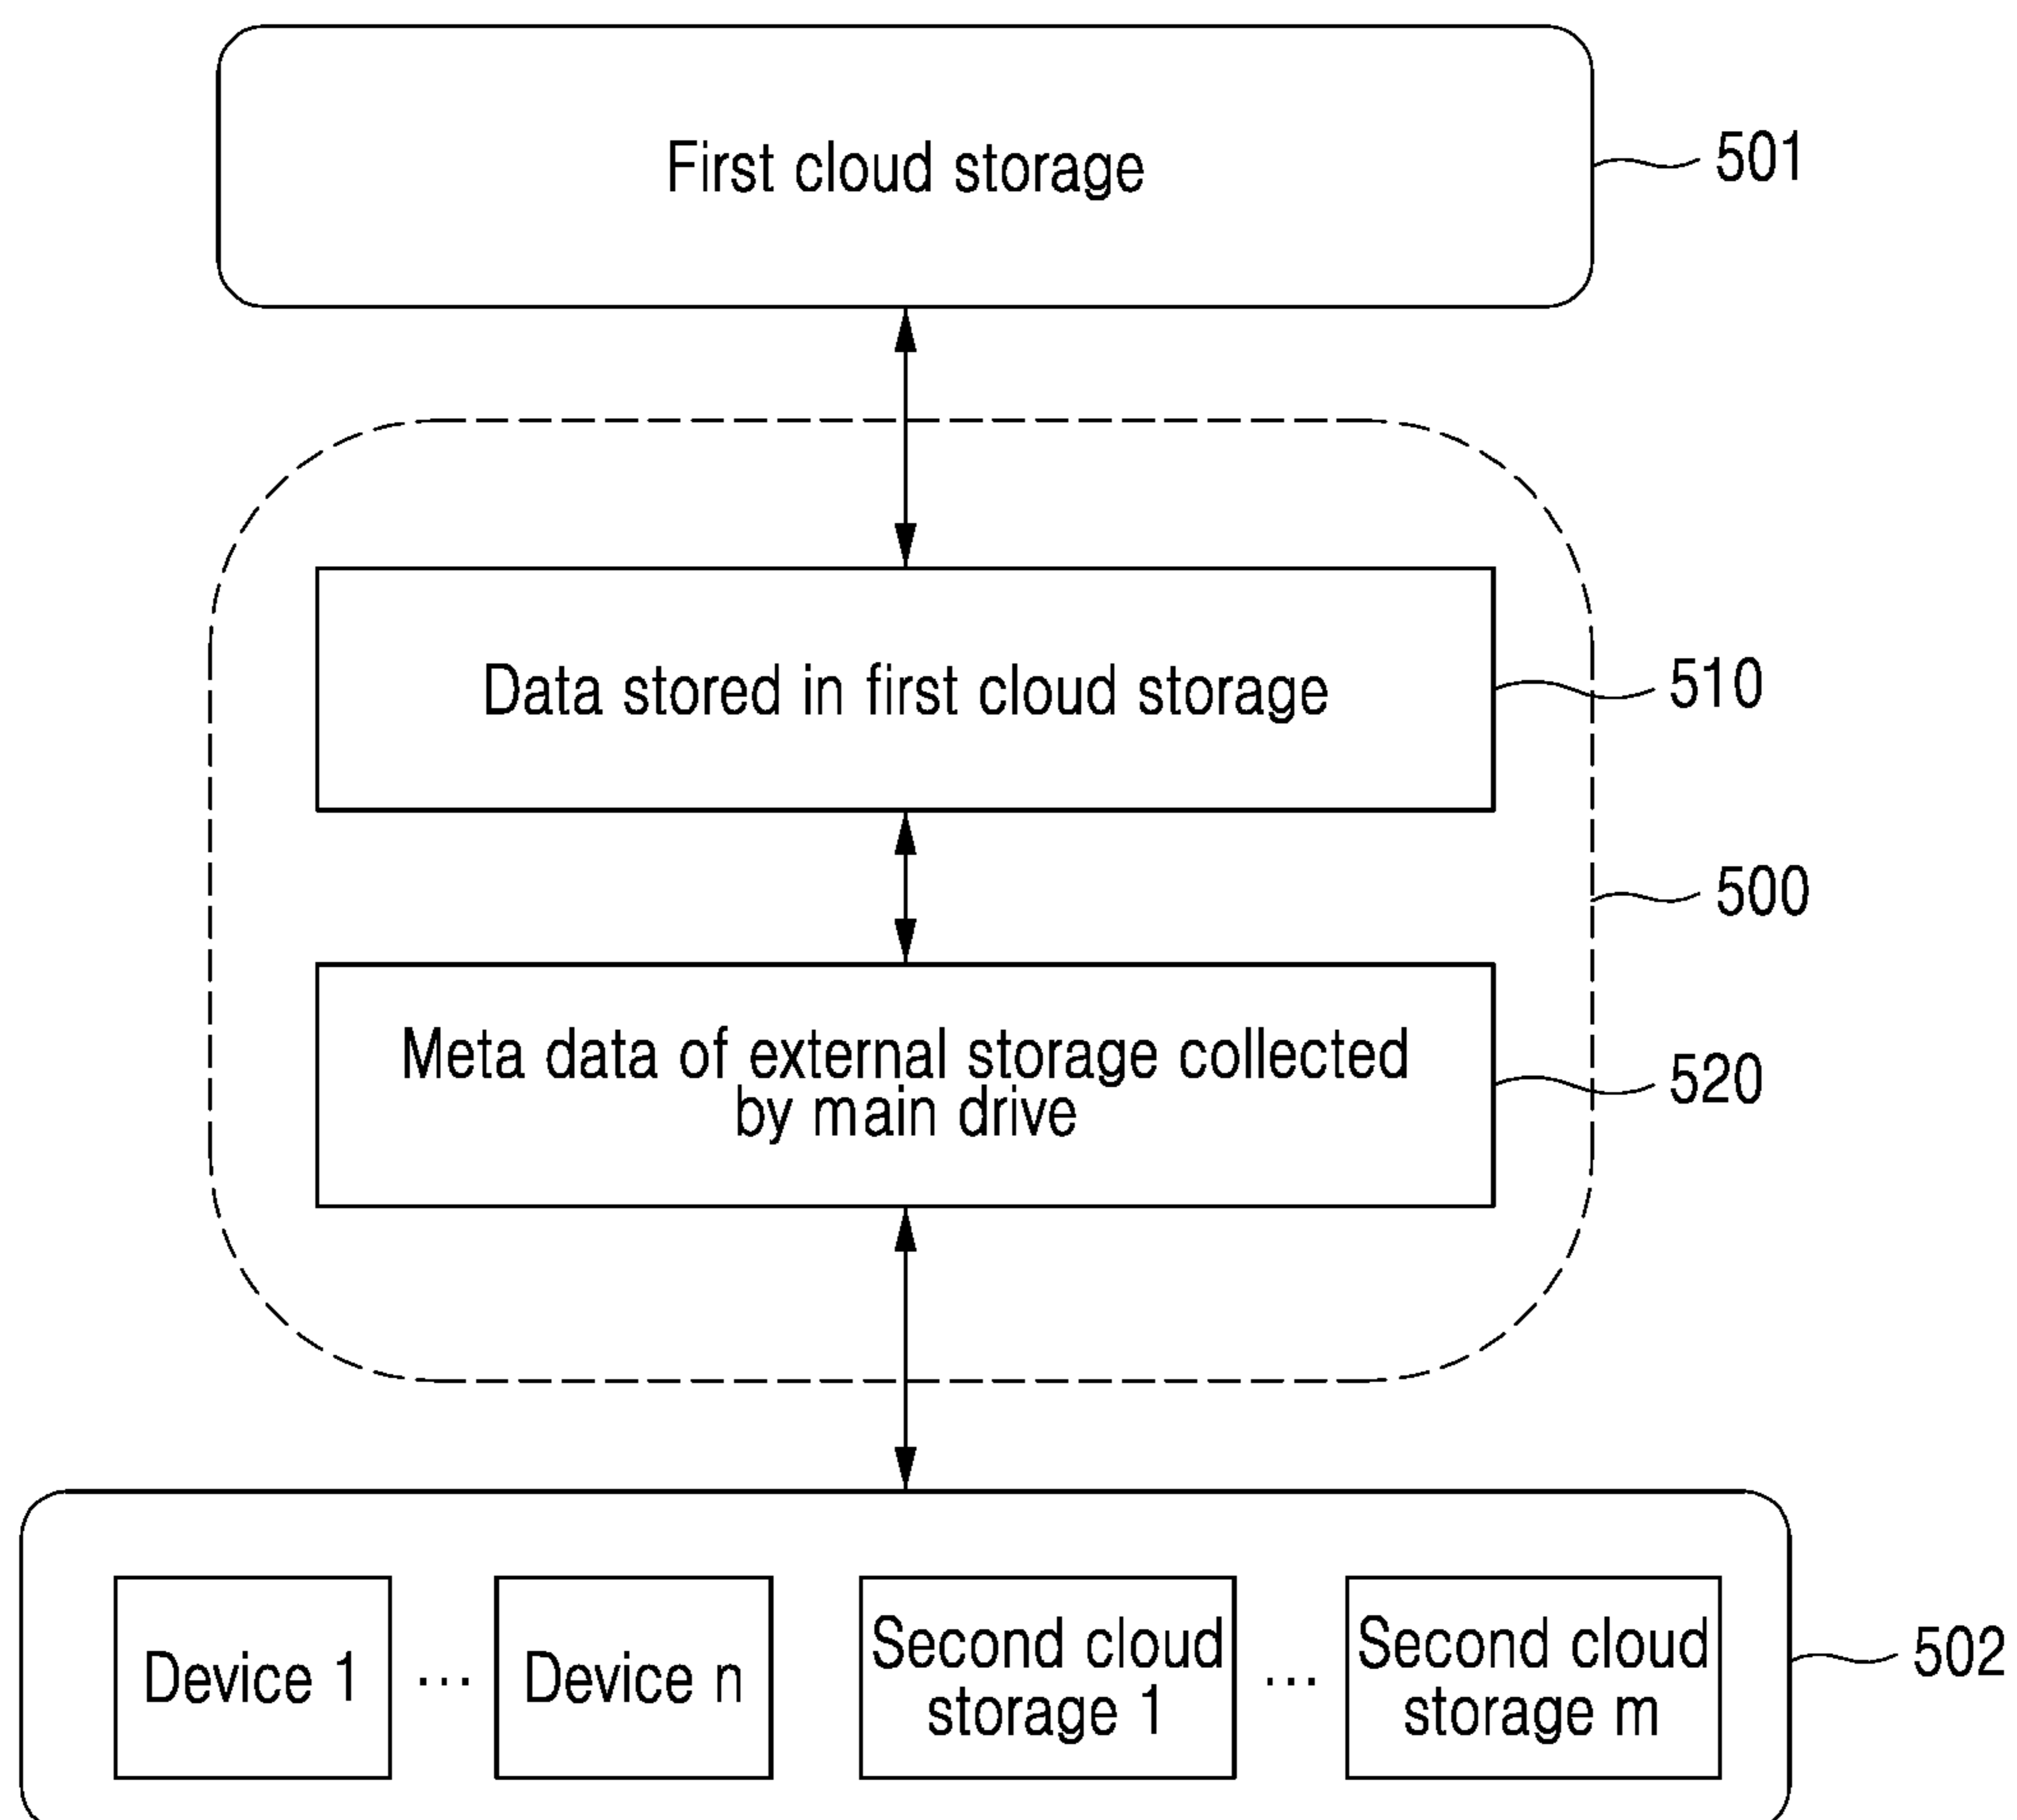 First cloud storage
501
Data stored in first cloud storage
510
500
Meta data of external storage collected
by main drive
520
Device 1
...
Device n
Second cloud
storage 1
...
Second cloud
storage m
502